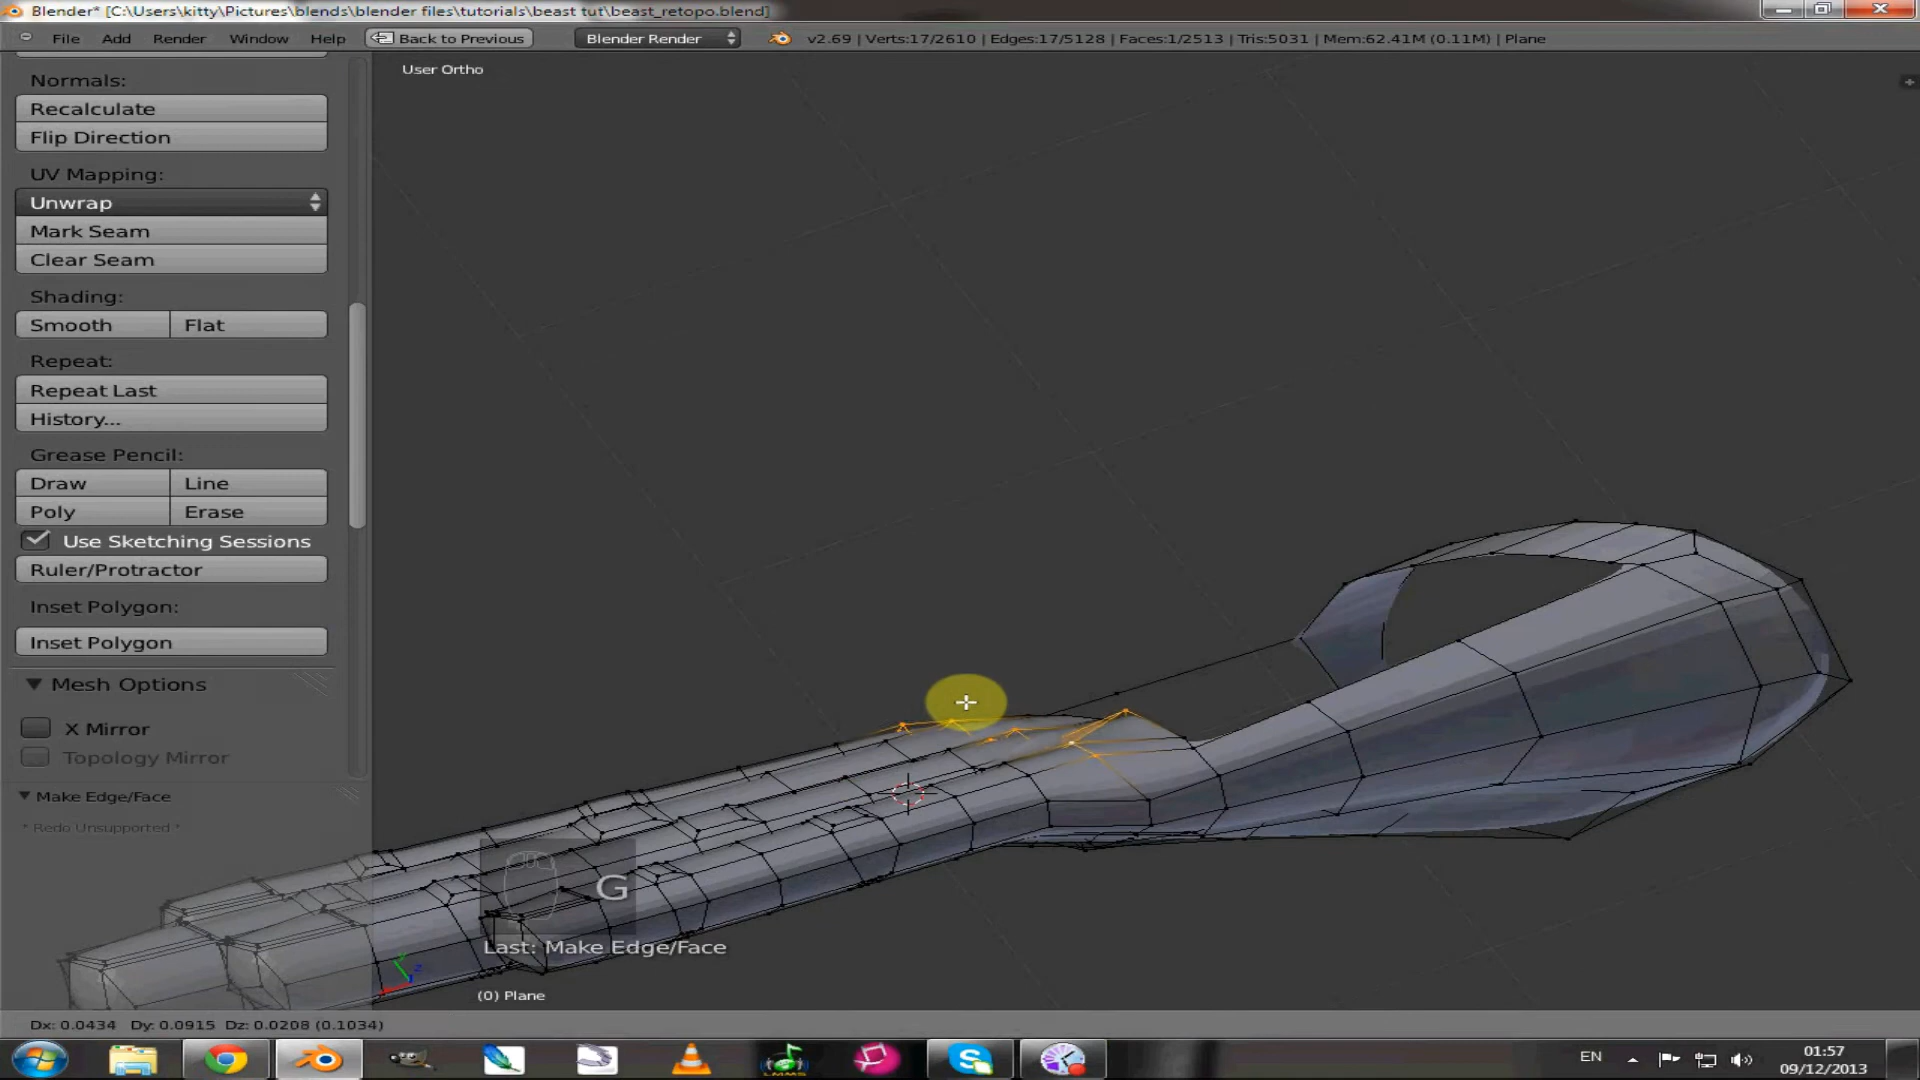 Blender* [C:\Users\kitty\Pictures\blends\blender files\tutorials\beast tut\beast_retopo.blend]
File Add Render Window Help Back to Previous Blender Render v2.69 | Verts:17/2610 | Edges:17/5128 | Faces:1/2513 | Tris:5031 | Mem:62.41M (0.11M) | Plane
User Ortho
Normals:
Recalculate
Flip Direction
UV Mapping:
Unwrap
Mark Seam
Clear Seam
Shading:
Smooth Flat
Repeat:
Repeat Last
History...
Grease Pencil:
Draw Line
Poly Erase
Use Sketching Sessions
Ruler/Protractor
Inset Polygon:
Inset Polygon
Mesh Options
X Mirror
Topology Mirror
Make Edge/Face
* Redo Unsupported *
G
Last: Make Edge/Face
(0) Plane
Dx: 0.0434 Dy: 0.0915 Dz: 0.0208 (0.1034)
LMMS
EN
01:57
09/12/2013